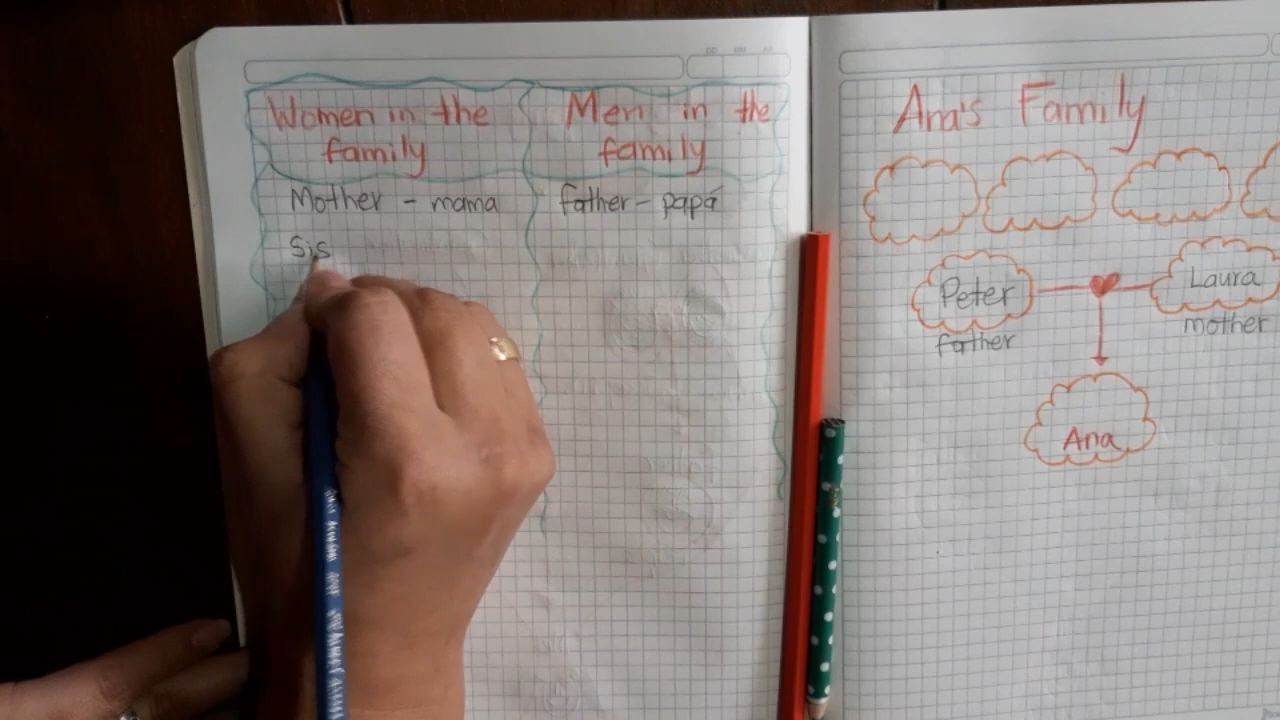 Women in the
family
Men in the
family
Mother - mama
father - papá
Sis
Ana's Family
Peter
father
Laura
mother
Ana